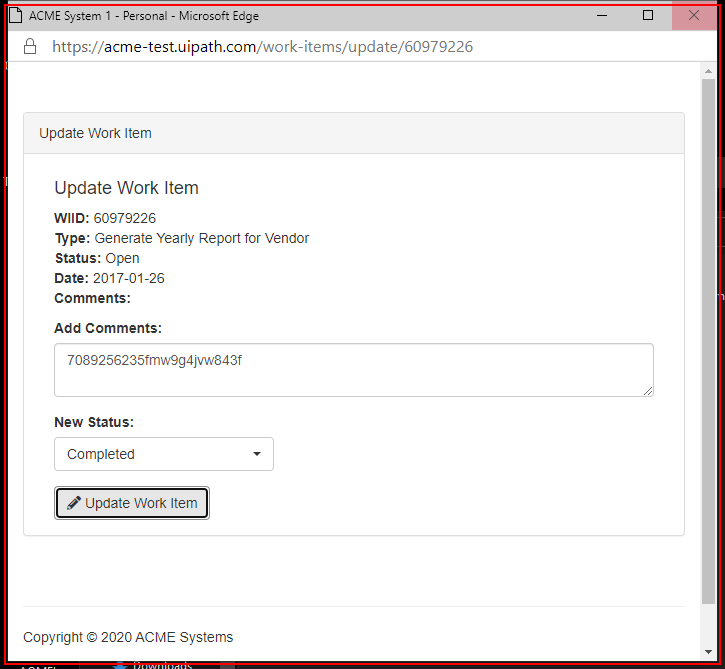 ACME System 1 - Personal - Microsoft Edge
https://acme-test.uipath.com/work-items/update/60979226
Update Work Item
Update Work Item
WIID: 60979226
Type: Generate Yearly Report for Vendor
Status: Open
Date: 2017-01-26
Comments:
Add Comments:
7089256235fmw9g4jvw843f
New Status:
Completed
Update Work Item
Copyright © 2020 ACME Systems
Downloads